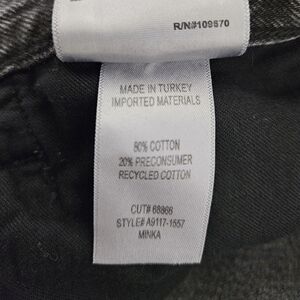 R/N#109870
MADE IN TURKEY
IMPORTED MATERIALS
80% COTTON
20% PRECONSUMER
RECYCLED COTTON
CUT# 68868
STYLE# A9117-1557
MINKA